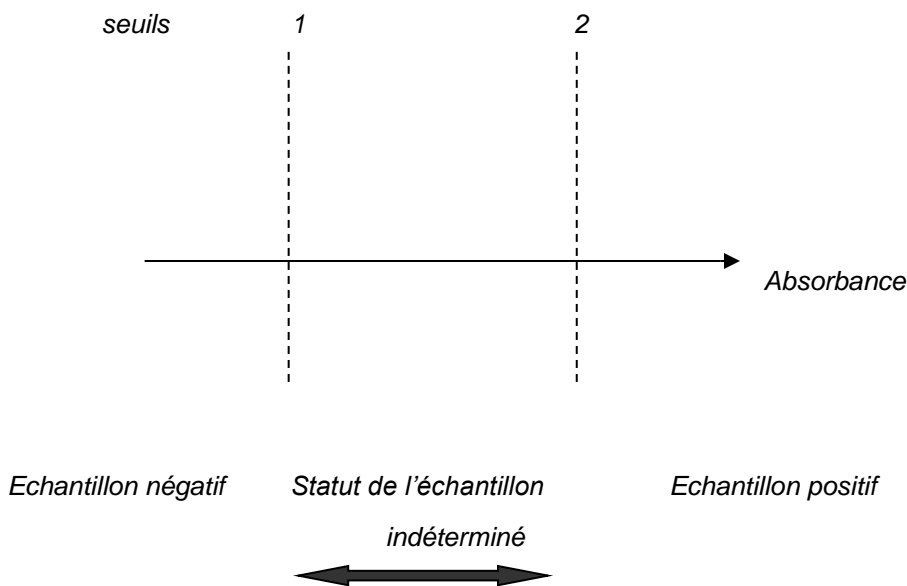 seuils 1 2
Absorbance
Echantillon négatif Statut de l’échantillon Echantillon positif
indéterminé